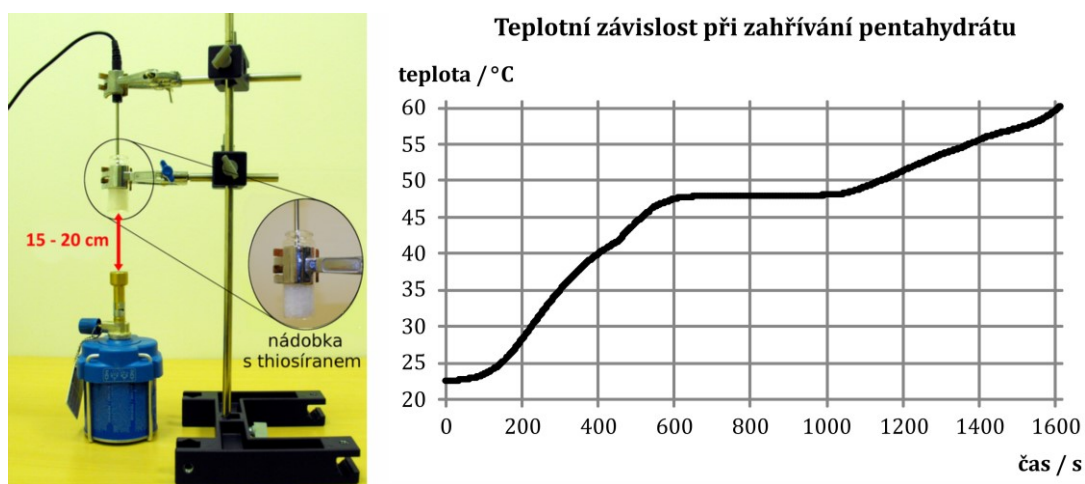 15 - 20 cm
nádobka
s thiosíranem
Teplotní závislost při zahřívání pentahydrátu
teplota / °C
60
55
50
45
40
35
30
25
20
0 200 400 600 800 1000 1200 1400 1600
čas / s